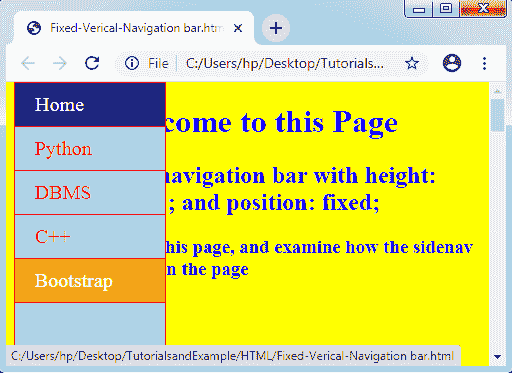 Fixed-Verical-Navigation bar.htm
File
C:/Users/hp/Desktop/Tutorials...
Home
Python
DBMS
C++
Bootstrap
come to this Page
navigation bar with height:
; and position: fixed;
his page, and examine how the sidenav
n the page
C:/Users/hp/Desktop/TutorialsandExample/HTML/Fixed-Verical-Navigation bar.html